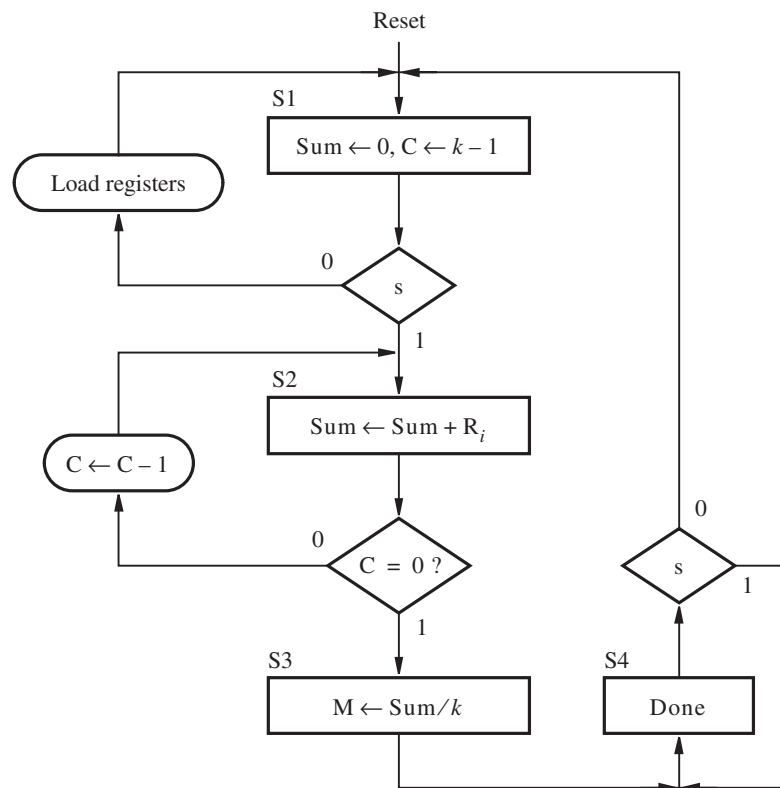 Reset
S1
Sum ← 0, C ← k – 1
Load registers
0
s
1
S2
Sum ← Sum + Rᵢ
C ← C – 1
0
C = 0 ?
1
S3
M ← Sum ⁄ k
0
s
1
S4
Done